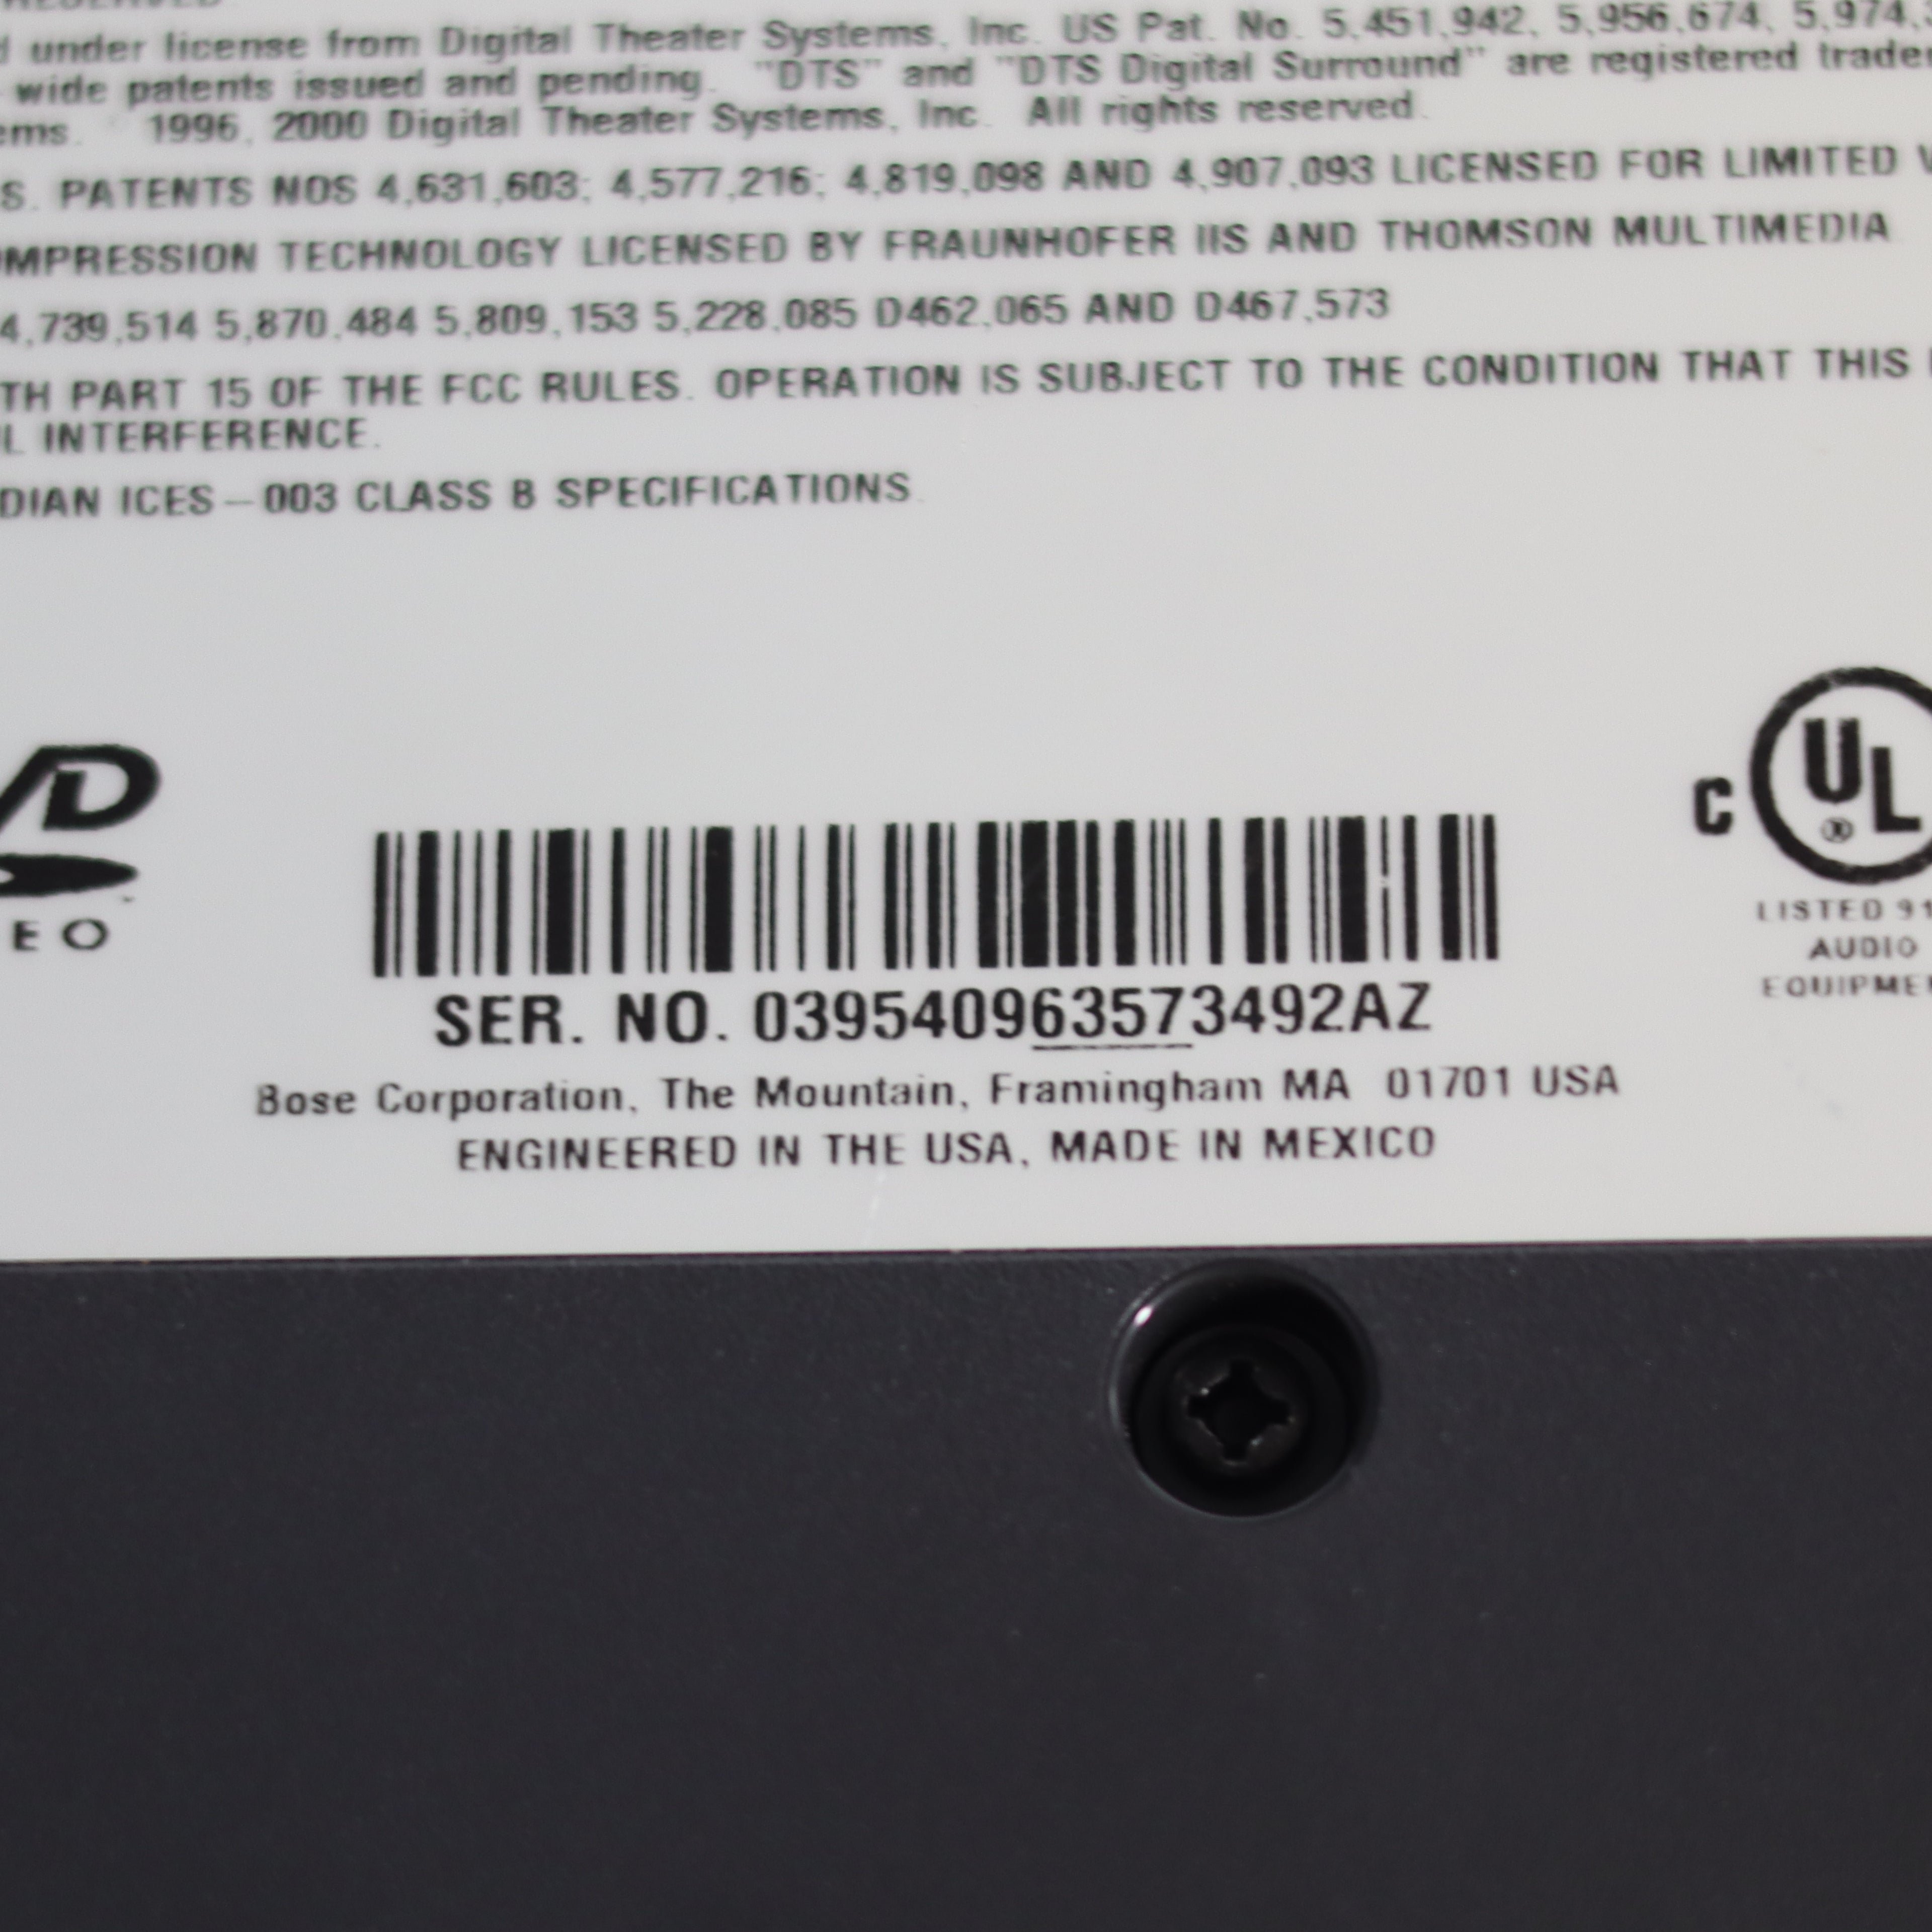 RESERVED
under license from Digital Theater Systems, Inc. US Pat. No. 5,451,942, 5,956,674, 5,974,
wide patents issued and pending. "DTS" and "DTS Digital Surround" are registered trader
ems. 1996, 2000 Digital Theater Systems, Inc. All rights reserved.
S. PATENTS NOS 4,631,603; 4,577,216; 4,819,098 AND 4,907,093 LICENSED FOR LIMITED V
OMPRESSION TECHNOLOGY LICENSED BY FRAUNHOFER IIS AND THOMSON MULTIMEDIA
4,739,514 5,870,484 5,809,153 5,228,085 D462,065 AND D467,573
TH PART 15 OF THE FCC RULES. OPERATION IS SUBJECT TO THE CONDITION THAT THIS
L INTERFERENCE.
DIAN ICES-003 CLASS B SPECIFICATIONS.
VD
EO
C UL ®
LISTED 91
AUDIO
EQUIPMEN
SER. NO. 039540963573492AZ
Bose Corporation, The Mountain, Framingham MA 01701 USA
ENGINEERED IN THE USA, MADE IN MEXICO